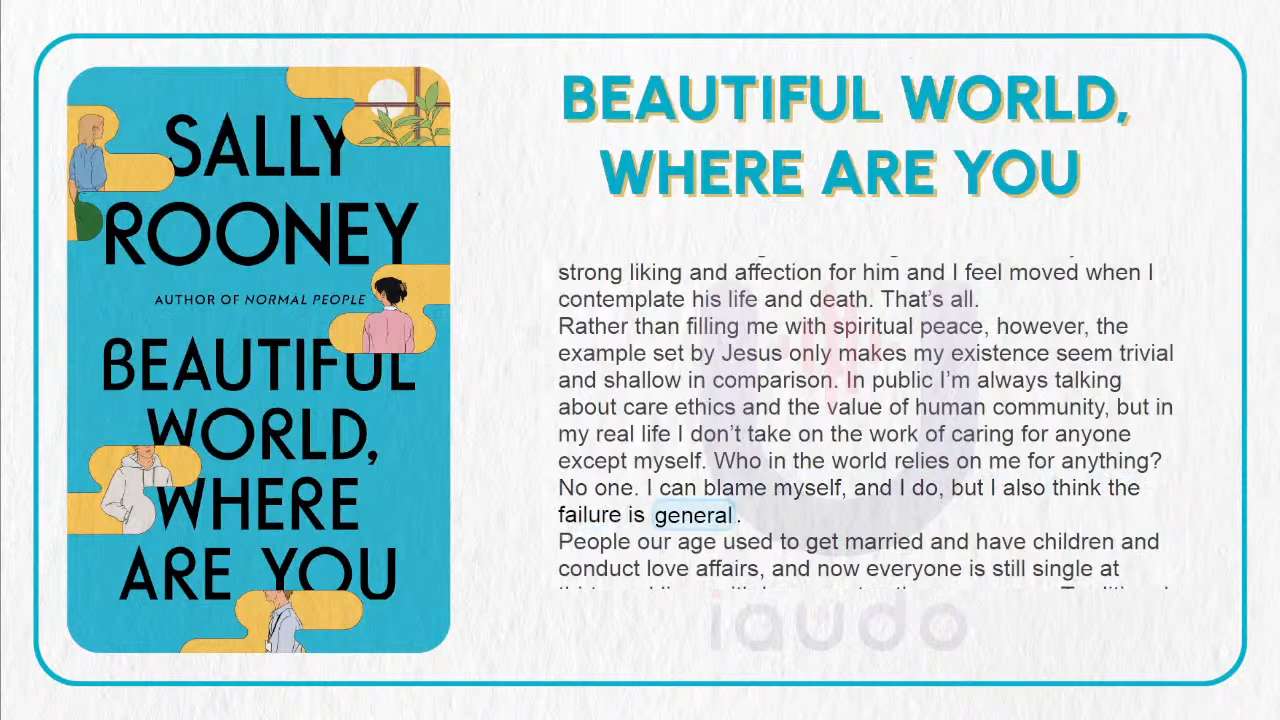 SALLY
ROONEY
AUTHOR OF NORMAL PEOPLE
BEAUTIFUL
WORLD,
WHERE
ARE YOU
BEAUTIFUL WORLD,
WHERE ARE YOU
strong liking and affection for him and I feel moved when I
contemplate his life and death. That’s all.
Rather than filling me with spiritual peace, however, the
example set by Jesus only makes my existence seem trivial
and shallow in comparison. In public I’m always talking
about care ethics and the value of human community, but in
my real life I don’t take on the work of caring for anyone
except myself. Who in the world relies on me for anything?
No one. I can blame myself, and I do, but I also think the
failure is general.
People our age used to get married and have children and
conduct love affairs, and now everyone is still single at
iaudo